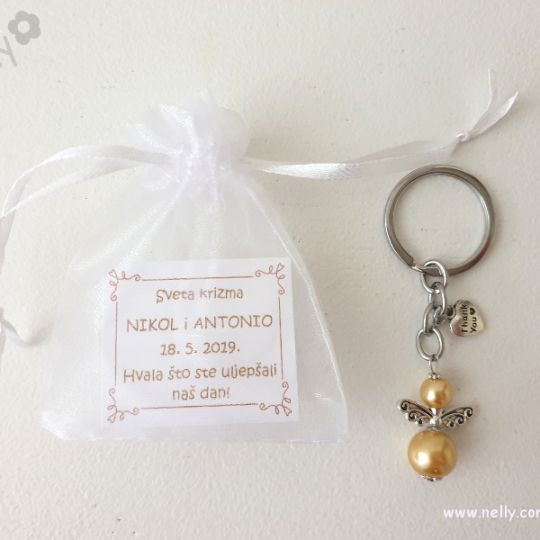 Sveta krizma
NIKOL i ANTONIO
18. 5. 2019.
Hvala što ste uljepšali
naš dan!
Thank
You
www.nelly.com